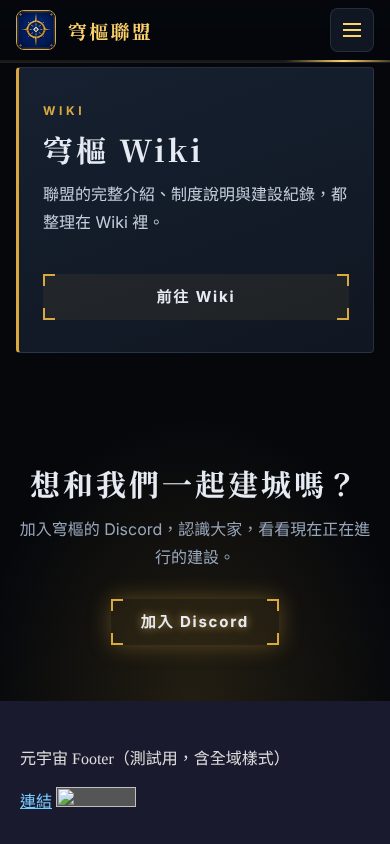 穹樞聯盟
WIKI
穹樞 Wiki
聯盟的完整介紹、制度說明與建設紀錄，都
整理在 Wiki 裡。
前往 Wiki
想和我們一起建城嗎？
加入穹樞的 Discord，認識大家，看看現在正在進
行的建設。
加入 Discord
元宇宙 Footer（測試用，含全域樣式）
連結